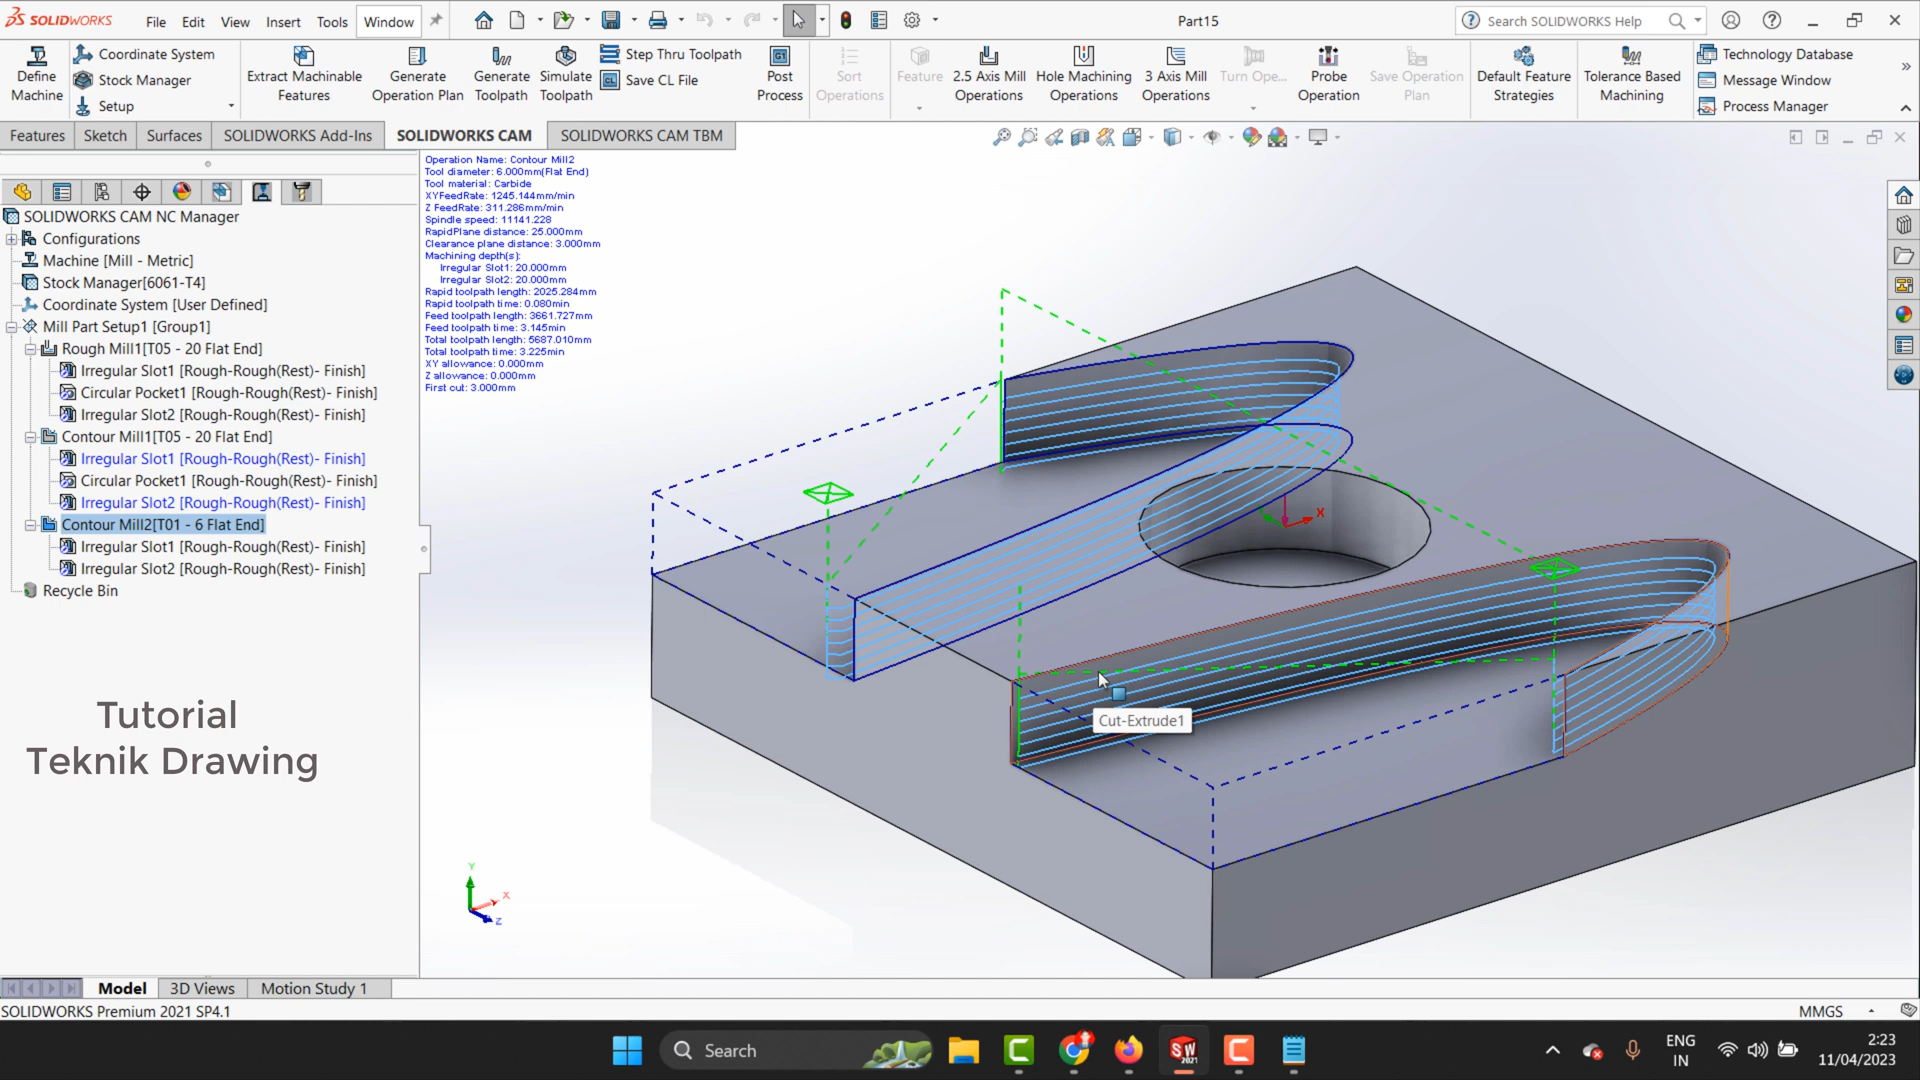 SOLIDWORKS File Edit View Insert Tools Window Part15 Search SOLIDWORKS Help
Define Machine
Coordinate System
Stock Manager
Setup
Extract Machinable Features
Generate Operation Plan
Generate Toolpath
Simulate Toolpath
Step Thru Toolpath
Save CL File
Post Process
Sort Operations
Feature
2.5 Axis Mill Operations
Hole Machining Operations
3 Axis Mill Operations
Turn Ope...
Probe Operation
Save Operation Plan
Default Feature Strategies
Tolerance Based Machining
Technology Database
Message Window
Process Manager
Features Sketch Surfaces SOLIDWORKS Add-Ins SOLIDWORKS CAM SOLIDWORKS CAM TBM
SOLIDWORKS CAM NC Manager
Configurations
Machine [Mill - Metric]
Stock Manager[6061-T4]
Coordinate System [User Defined]
Mill Part Setup1 [Group1]
Rough Mill1[T05 - 20 Flat End]
Irregular Slot1 [Rough-Rough(Rest)- Finish]
Circular Pocket1 [Rough-Rough(Rest)- Finish]
Irregular Slot2 [Rough-Rough(Rest)- Finish]
Contour Mill1[T05 - 20 Flat End]
Irregular Slot1 [Rough-Rough(Rest)- Finish]
Circular Pocket1 [Rough-Rough(Rest)- Finish]
Irregular Slot2 [Rough-Rough(Rest)- Finish]
Contour Mill2[T01 - 6 Flat End]
Irregular Slot1 [Rough-Rough(Rest)- Finish]
Irregular Slot2 [Rough-Rough(Rest)- Finish]
Recycle Bin
Operation Name: Contour Mill2
Tool diameter: 6.000mm(Flat End)
Tool material: Carbide
XYFeedRate: 1245.144mm/min
Z FeedRate: 311.286mm/min
Spindle speed: 11141.228
RapidPlane distance: 25.000mm
Clearance plane distance: 3.000mm
Machining depth(s):
Irregular Slot1: 20.000mm
Irregular Slot2: 20.000mm
Rapid toolpath length: 2025.284mm
Rapid toolpath time: 0.080min
Feed toolpath length: 3661.727mm
Feed toolpath time: 3.145min
Total toolpath length: 5687.010mm
Total toolpath time: 3.225min
XY allowance: 0.000mm
Z allowance: 0.000mm
First cut: 3.000mm
X
Cut-Extrude1
Tutorial
Teknik Drawing
Y
X
Z
Model 3D Views Motion Study 1
SOLIDWORKS Premium 2021 SP4.1 MMGS
Search
ENG
IN
2:23
11/04/2023